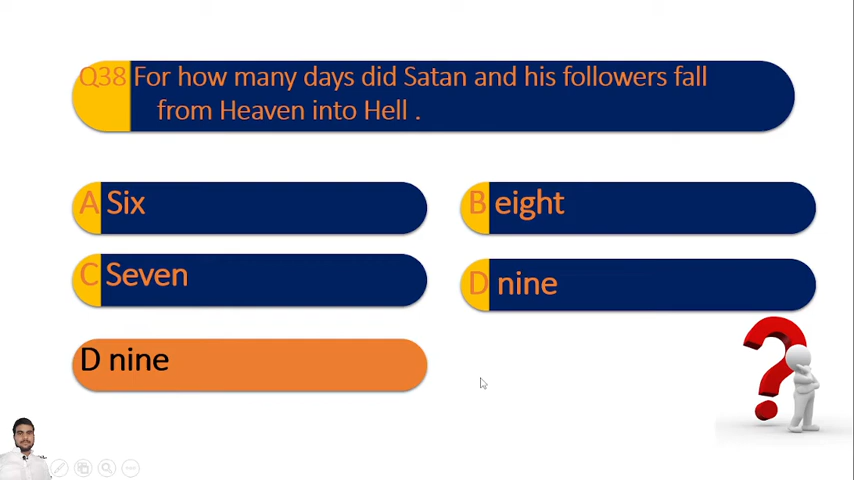 Q38 For how many days did Satan and his followers fall
from Heaven into Hell .
A Six
B eight
C Seven
D nine
D nine